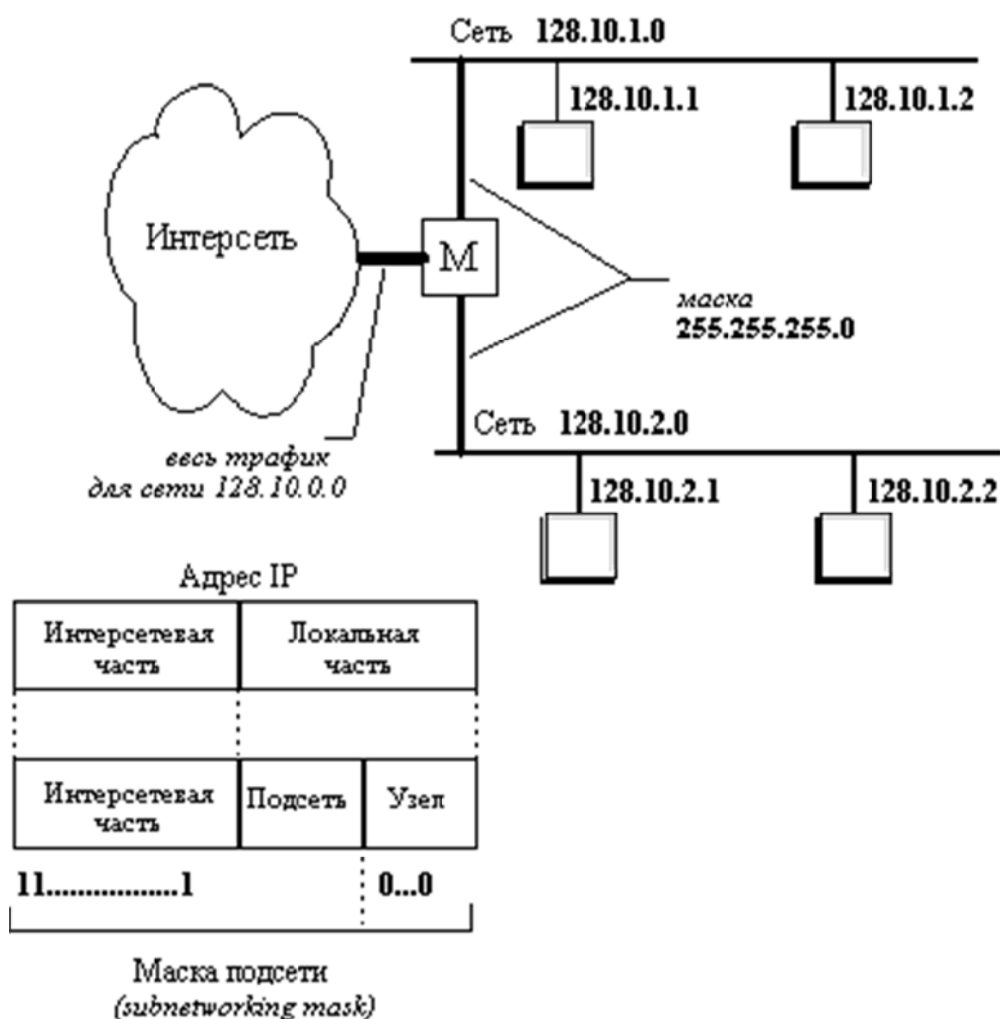 Сеть 128.10.1.0
128.10.1.1
128.10.1.2
Интерсеть
М
маска
255.255.255.0
Сеть 128.10.2.0
весь трафик
для сети 128.10.0.0
128.10.2.1
128.10.2.2
Адрес IP
Интерсетевая
часть
Локальная
часть
Интерсетевая
часть
Подсеть
Узел
11.................1
0...0
Маска подсети
(subnetworking mask)